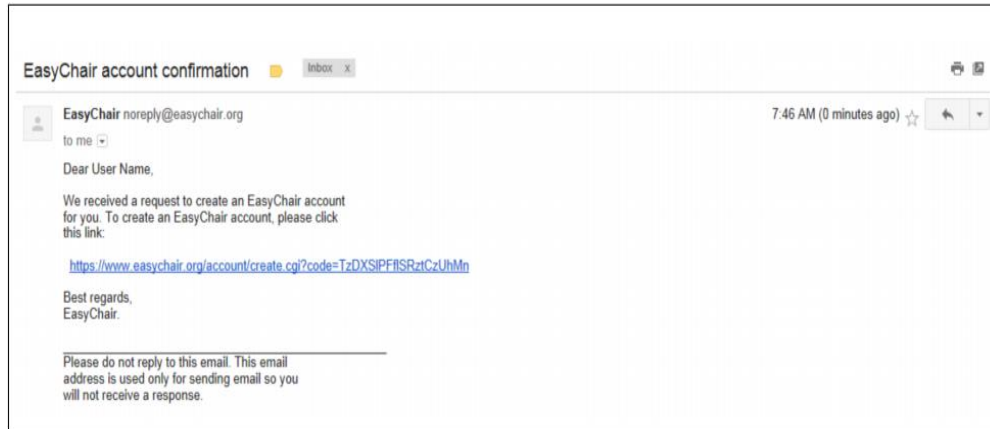 EasyChair account confirmation Inbox x
EasyChair noreply@easychair.org 7:46 AM (0 minutes ago)
to me
Dear User Name,
We received a request to create an EasyChair account
for you. To create an EasyChair account, please click
this link:
https://www.easychair.org/account/create.cgi?code=TzDXSIPFfISRztCzUhMn
Best regards,
EasyChair.
Please do not reply to this email. This email
address is used only for sending email so you
will not receive a response.